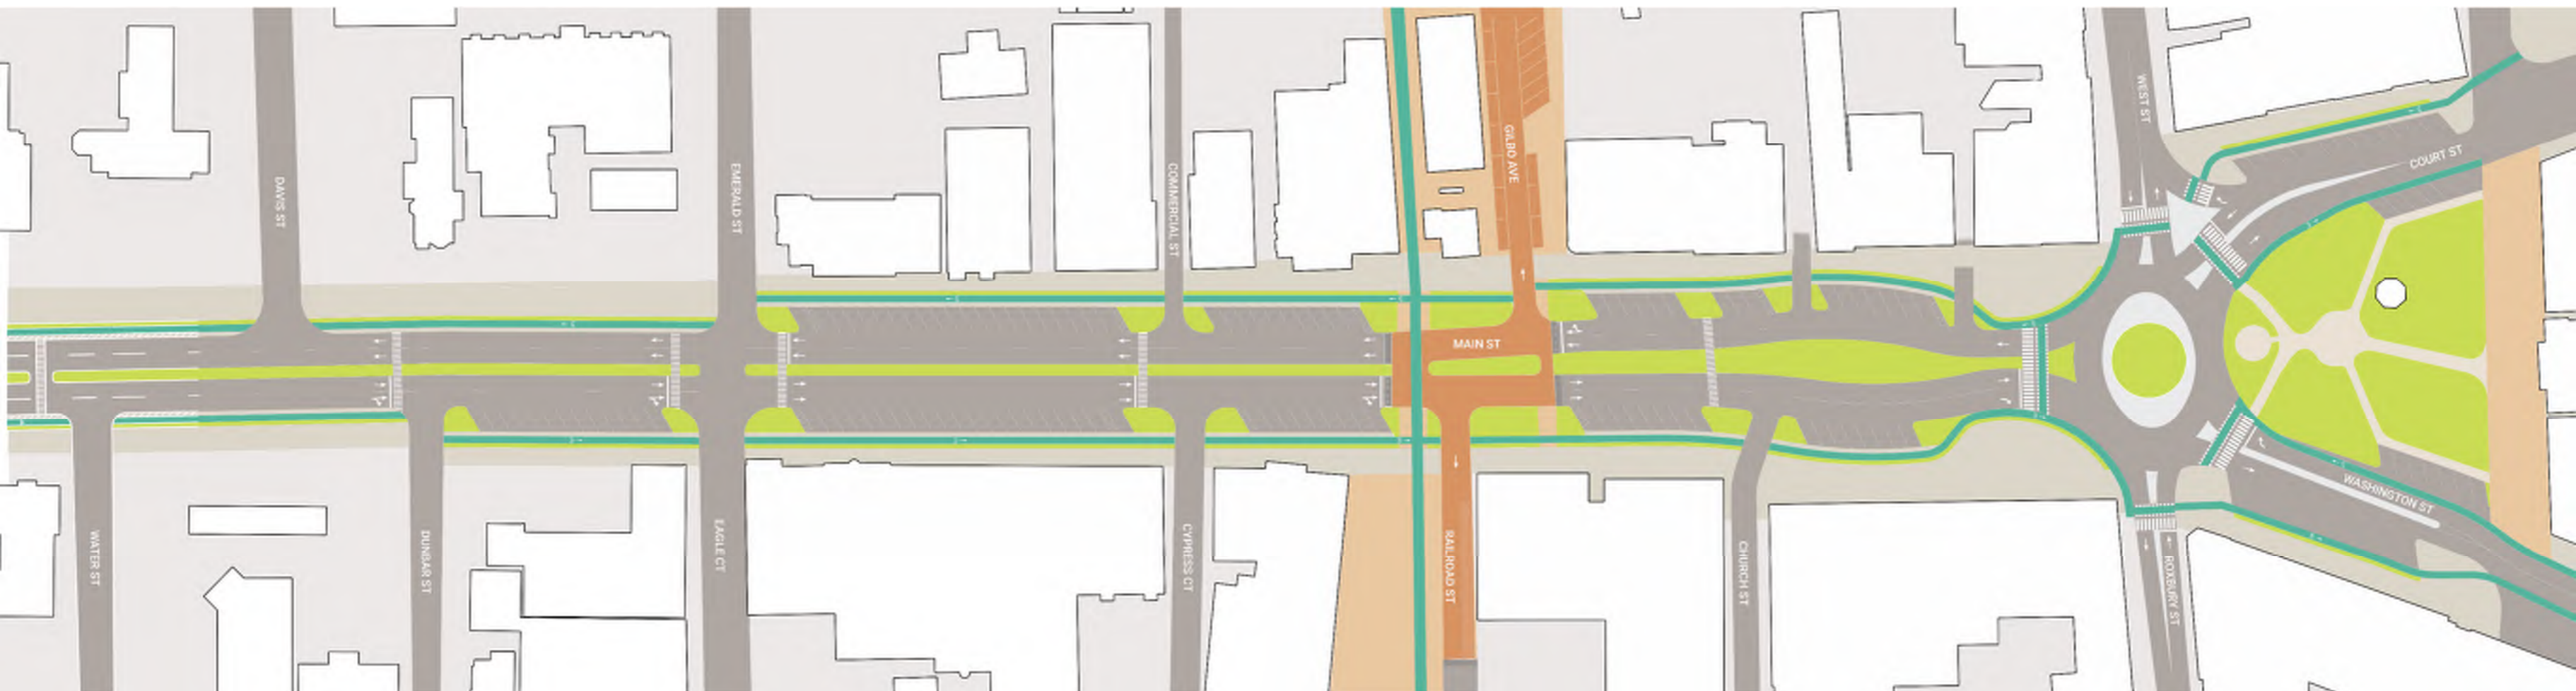 DAVIS ST
EMERALD ST
COMMERCIAL ST
GILBO AVE
WEST ST
COURT ST
MAIN ST
WATER ST
DUNBAR ST
EAGLE CT
CYPRESS CT
RAILROAD ST
CHURCH ST
WASHINGTON ST
ROXBURY ST